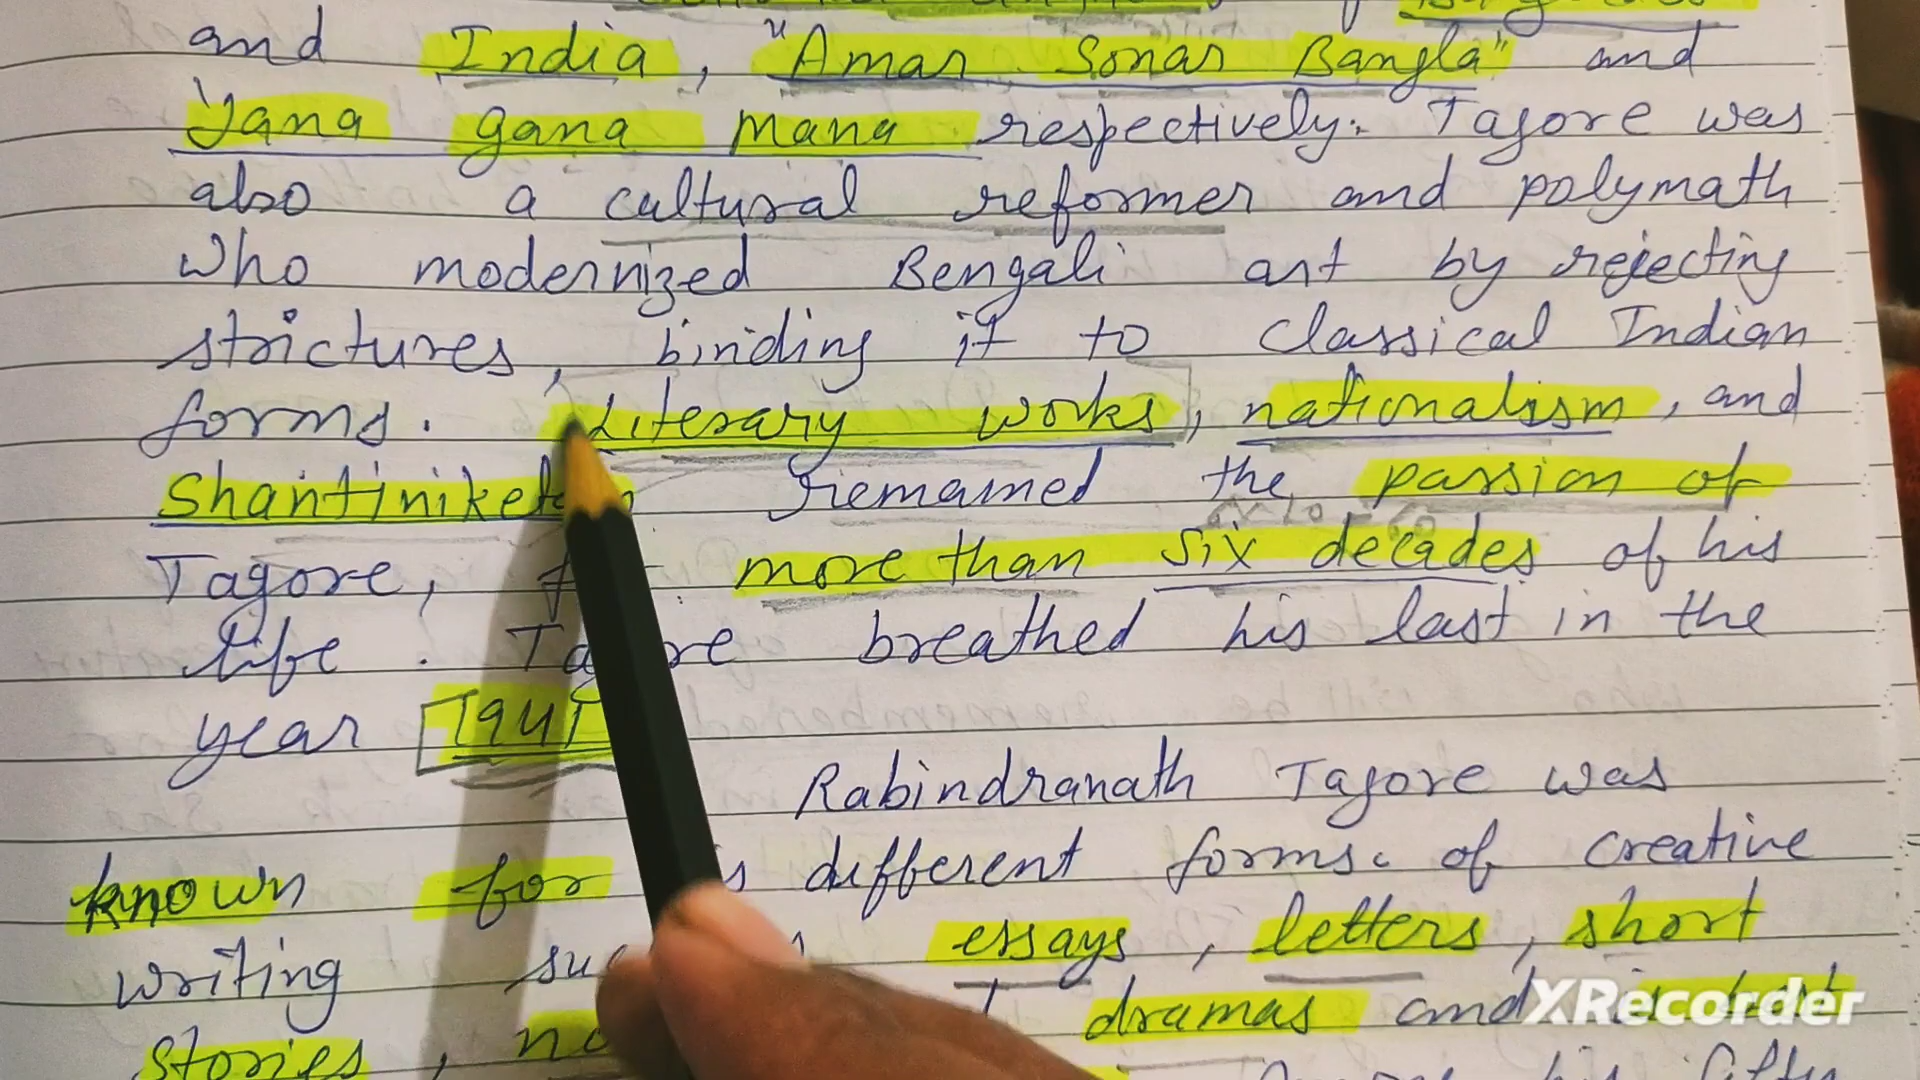 and India, "Amar Sonar Bangla" and
Jana gana mana respectively. Tagore was
also a cultural reformer and polymath
who modernized Bengali art by rejecting
strictures, binding it to classical Indian
forms. Literary works, nationalism, and
Shantiniketan remained the passion of
Tagore, more than six decades of his
life. Tagore breathed his last in the
year 1941
Rabindranath Tagore was
known for different forms of creative
writing essays, letters, short
stories, dramas and
his
XRecorder